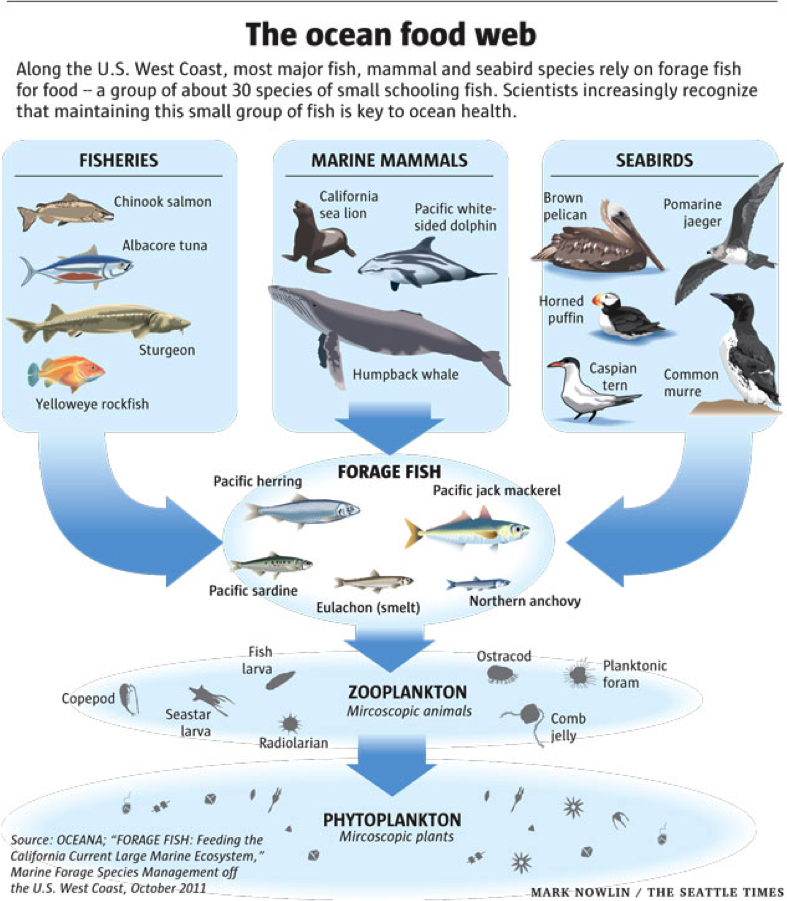 The ocean food web
Along the U.S. West Coast, most major fish, mammal and seabird species rely on forage fish
for food -- a group of about 30 species of small schooling fish. Scientists increasingly recognize
that maintaining this small group of fish is key to ocean health.
FISHERIES
Chinook salmon
Albacore tuna
Sturgeon
Yelloweye rockfish
MARINE MAMMALS
California
sea lion
Pacific white-
sided dolphin
Humpback whale
SEABIRDS
Brown
pelican
Pomarine
jaeger
Horned
puffin
Caspian
tern
Common
murre
FORAGE FISH
Pacific herring
Pacific jack mackerel
Pacific sardine
Eulachon (smelt)
Northern anchovy
ZOOPLANKTON
Mircoscopic animals
Fish
larva
Copepod
Seastar
larva
Radiolarian
Ostracod
Planktonic
foram
Comb
jelly
PHYTOPLANKTON
Mircoscopic plants
Source: OCEANA; "FORAGE FISH: Feeding the
California Current Large Marine Ecosystem,"
Marine Forage Species Management off
the U.S. West Coast, October 2011
MARK NOWLIN / THE SEATTLE TIMES